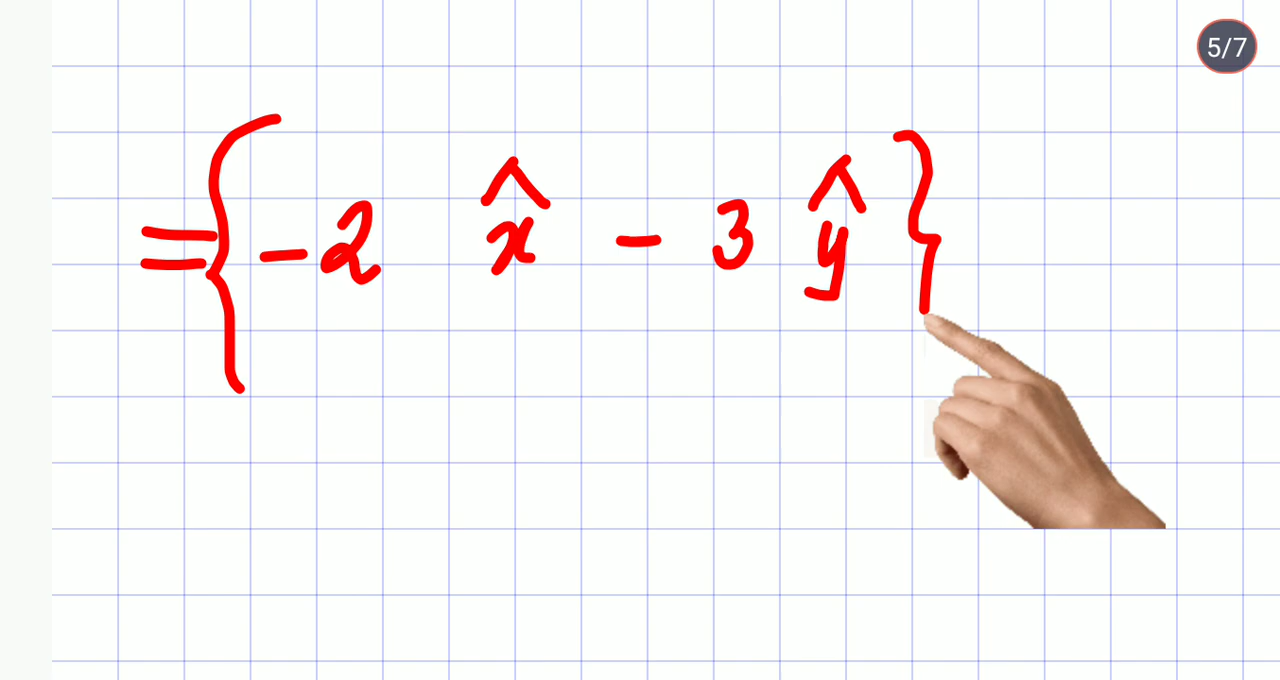 5/7
= { - 2 x̂ - 3 ŷ }